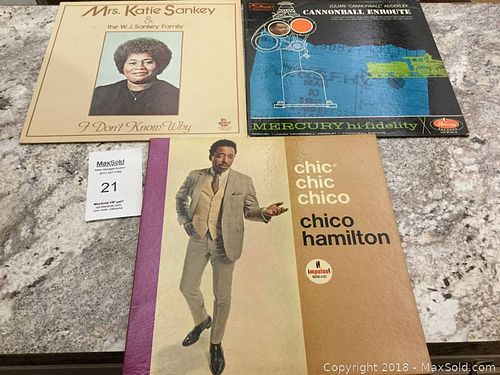 Mrs. Katie Sankey
&
the W.J. Sankey Family
I Don't Know Why
JULIAN "CANNONBALL" ADDERLEY
CANNONBALL ENROUTE
MERCURY hi-fidelity
MaxSold
21
chic
chic
chico
chico
hamilton
impulse!
Copyright 2018 - MaxSold.com